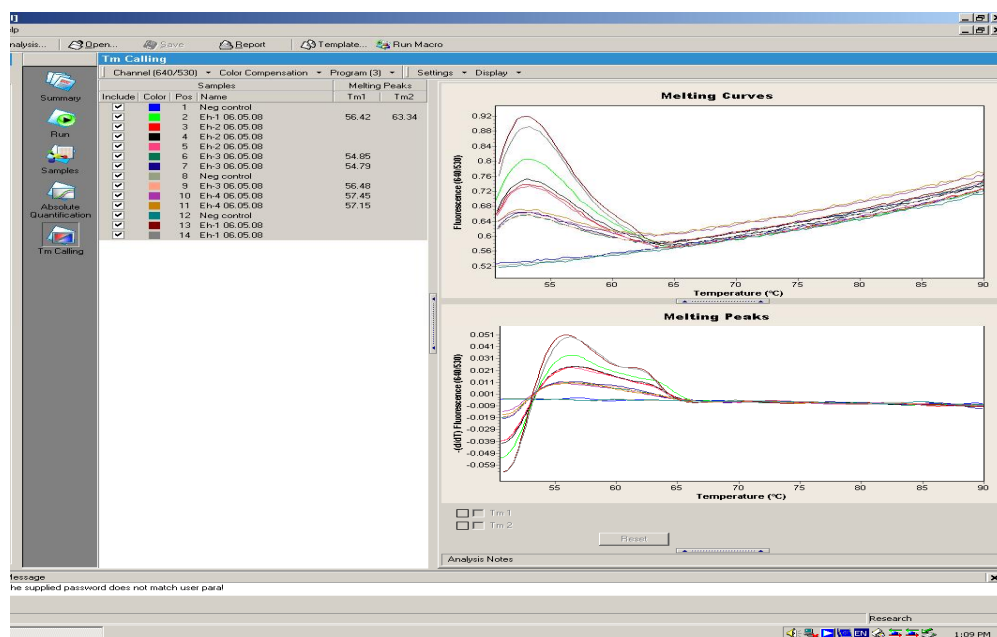 ]
lp
nalysis... Open... Save Report Template... Run Macro
Tm Calling
Channel (640/530) Color Compensation Program (3) Settings Display
Samples Melting Peaks
Include Color Pos Name Tm1 Tm2
1 Neg control
2 Eh-1 06.05.08 56.42 63.34
3 Eh-2 06.05.08
4 Eh-2 06.05.08
5 Eh-2 06.05.08
6 Eh-3 06.05.08 54.85
7 Eh-3 06.05.08 54.79
8 Neg control
9 Eh-3 06.05.08 56.48
10 Eh-4 06.05.08 57.45
11 Eh-4 06.05.08 57.15
12 Neg control
13 Eh-1 06.05.08
14 Eh-1 06.05.08
Summary
Run
Samples
Absolute
Quantification
Tm Calling
Melting Curves
Fluorescence (640/530)
0.92
0.88
0.84
0.8
0.76
0.72
0.68
0.64
0.6
0.56
0.52
55 60 65 70 75 80 85 90
Temperature (°C)
Melting Peaks
-(d/dT) Fluorescence (640/530)
0.051
0.041
0.031
0.021
0.011
0.001
-0.009
-0.019
-0.029
-0.039
-0.049
-0.059
55 60 65 70 75 80 85 90
Temperature (°C)
Tm 1
Tm 2
Reset
Analysis Notes
Message
he supplied password does not match user paral
Research
EN 1:09 PM